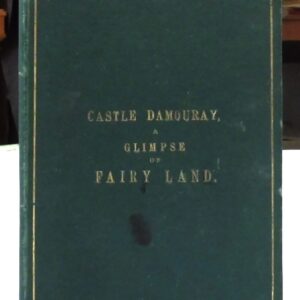 CASTLE DAMOURAY,
A
GLIMPSE
OF
FAIRY LAND.